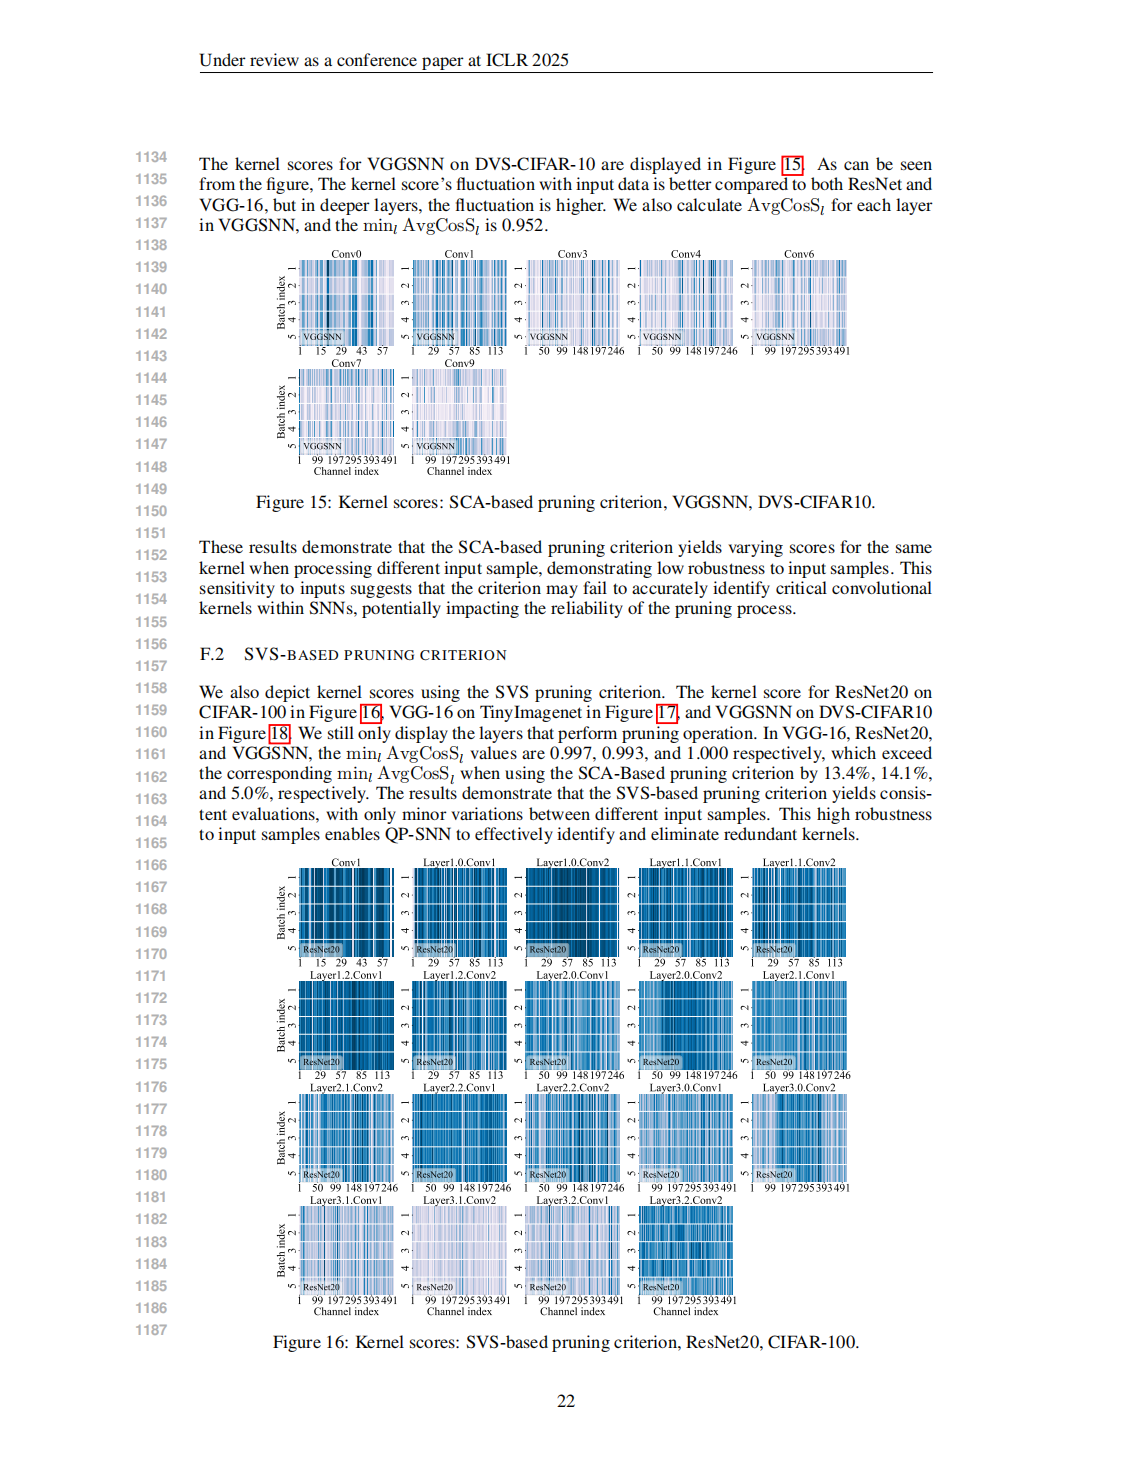 Under review as a conference paper at ICLR 2025
1134
1135
1136
1137
1138
1139
1140
1141
1142
1143
1144
1145
1146
1147
1148
1149
1150
1151
1152
1153
1154
1155
1156
1157
1158
1159
1160
1161
1162
1163
1164
1165
1166
1167
1168
1169
1170
1171
1172
1173
1174
1175
1176
1177
1178
1179
1180
1181
1182
1183
1184
1185
1186
1187
The kernel scores for VGGSNN on DVS-CIFAR-10 are displayed in Figure 15. As can be seen
from the figure, The kernel score's fluctuation with input data is better compared to both ResNet and
VGG-16, but in deeper layers, the fluctuation is higher. We also calculate AvgCosS_l for each layer
in VGGSNN, and the min_l AvgCosS_l is 0.952.
Conv0 Conv1 Conv3 Conv4 Conv6
Batch index
1 2 3 4 5
VGGSNN VGGSNN VGGSNN VGGSNN VGGSNN
1 15 29 43 57 1 29 57 85 113 1 50 99 148 197 246 1 50 99 148 197 246 1 99 197 295 393 491
Conv7 Conv9
Batch index
1 2 3 4 5
VGGSNN VGGSNN
1 99 197 295 393 491 1 99 197 295 393 491
Channel index Channel index
Figure 15: Kernel scores: SCA-based pruning criterion, VGGSNN, DVS-CIFAR10.
These results demonstrate that the SCA-based pruning criterion yields varying scores for the same
kernel when processing different input sample, demonstrating low robustness to input samples. This
sensitivity to inputs suggests that the criterion may fail to accurately identify critical convolutional
kernels within SNNs, potentially impacting the reliability of the pruning process.
F.2 SVS-BASED PRUNING CRITERION
We also depict kernel scores using the SVS pruning criterion. The kernel score for ResNet20 on
CIFAR-100 in Figure 16, VGG-16 on TinyImagenet in Figure 17, and VGGSNN on DVS-CIFAR10
in Figure 18. We still only display the layers that perform pruning operation. In VGG-16, ResNet20,
and VGGSNN, the min_l AvgCosS_l values are 0.997, 0.993, and 1.000 respectively, which exceed
the corresponding min_l AvgCosS_l when using the SCA-Based pruning criterion by 13.4%, 14.1%,
and 5.0%, respectively. The results demonstrate that the SVS-based pruning criterion yields consis-
tent evaluations, with only minor variations between different input samples. This high robustness
to input samples enables QP-SNN to effectively identify and eliminate redundant kernels.
Conv1 Layer1.0.Conv1 Layer1.0.Conv2 Layer1.1.Conv1 Layer1.1.Conv2
Batch index
1 2 3 4 5
ResNet20 ResNet20 ResNet20 ResNet20 ResNet20
1 15 29 43 57 1 29 57 85 113 1 29 57 85 113 1 29 57 85 113 1 29 57 85 113
Layer1.2.Conv1 Layer1.2.Conv2 Layer2.0.Conv1 Layer2.0.Conv2 Layer2.1.Conv1
Batch index
1 2 3 4 5
ResNet20 ResNet20 ResNet20 ResNet20 ResNet20
1 29 57 85 113 1 29 57 85 113 1 50 99 148 197 246 1 50 99 148 197 246 1 50 99 148 197 246
Layer2.1.Conv2 Layer2.2.Conv1 Layer2.2.Conv2 Layer3.0.Conv1 Layer3.0.Conv2
Batch index
1 2 3 4 5
ResNet20 ResNet20 ResNet20 ResNet20 ResNet20
1 50 99 148 197 246 1 50 99 148 197 246 1 50 99 148 197 246 1 99 197 295 393 491 1 99 197 295 393 491
Layer3.1.Conv1 Layer3.1.Conv2 Layer3.2.Conv1 Layer3.2.Conv2
Batch index
1 2 3 4 5
ResNet20 ResNet20 ResNet20 ResNet20
1 99 197 295 393 491 1 99 197 295 393 491 1 99 197 295 393 491 1 99 197 295 393 491
Channel index Channel index Channel index Channel index
Figure 16: Kernel scores: SVS-based pruning criterion, ResNet20, CIFAR-100.
22